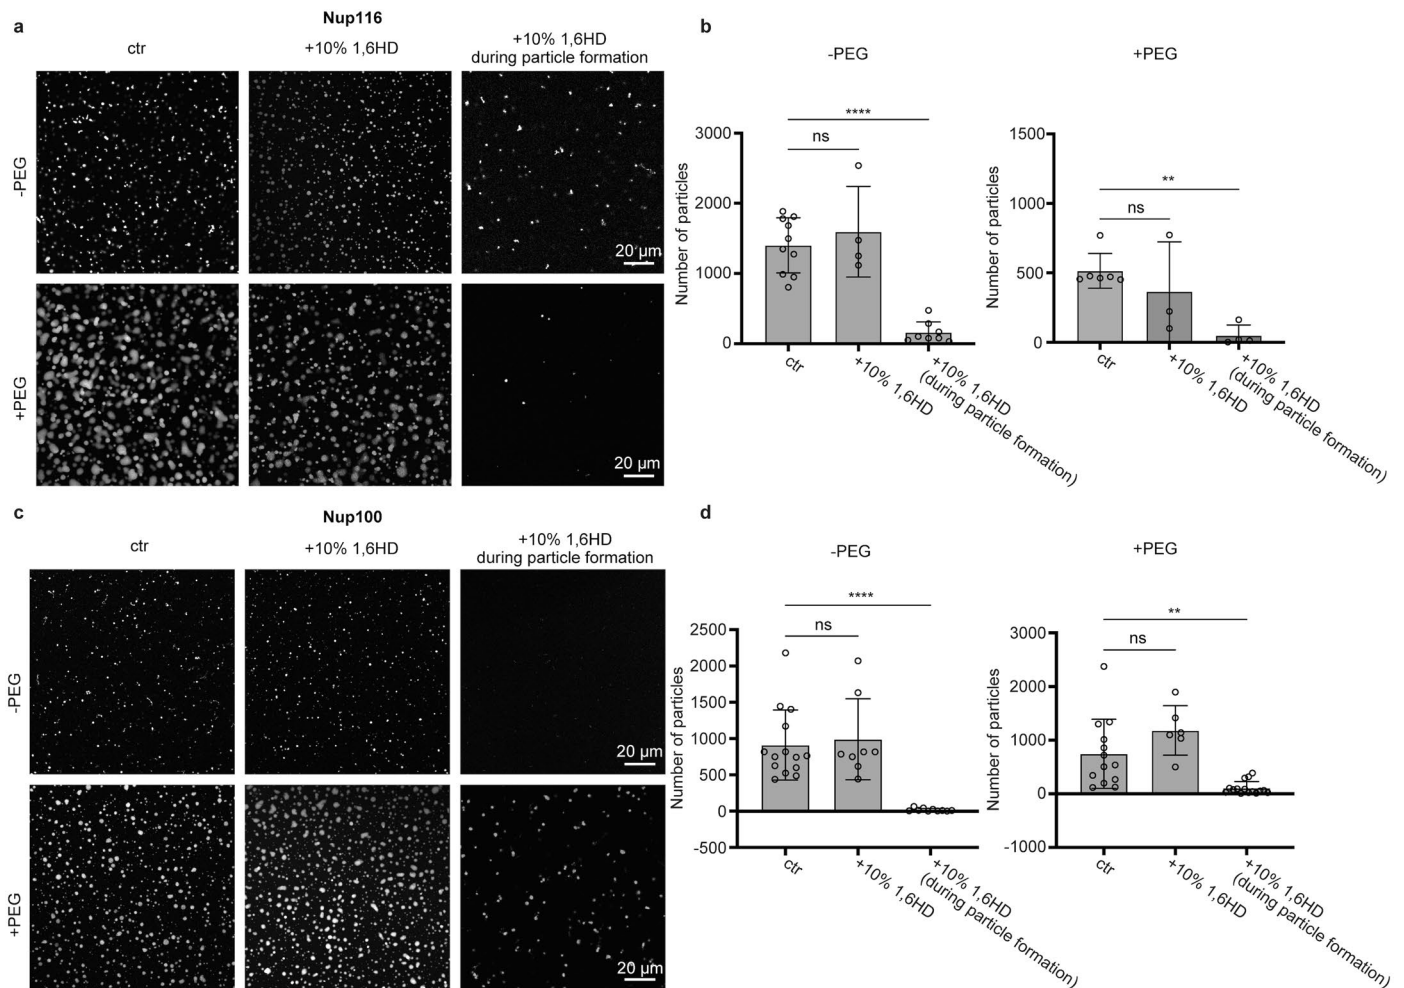 a
Nup116
ctr
+10% 1,6HD
+10% 1,6HD
during particle formation
-PEG
20 µm
+PEG
20 µm
b
-PEG
Number of particles
3000
2000
1000
0
****
ns
ctr
+10% 1,6HD
+10% 1,6HD
(during particle formation)
+PEG
Number of particles
1500
1000
500
0
**
ns
ctr
+10% 1,6HD
+10% 1,6HD
(during particle formation)
c
Nup100
ctr
+10% 1,6HD
+10% 1,6HD
during particle formation
-PEG
20 µm
+PEG
20 µm
d
-PEG
Number of particles
2500
2000
1500
1000
500
0
-500
****
ns
ctr
+10% 1,6HD
+10% 1,6HD
(during particle formation)
+PEG
Number of particles
3000
2000
1000
0
-1000
**
ns
ctr
+10% 1,6HD
+10% 1,6HD
(during particle formation)